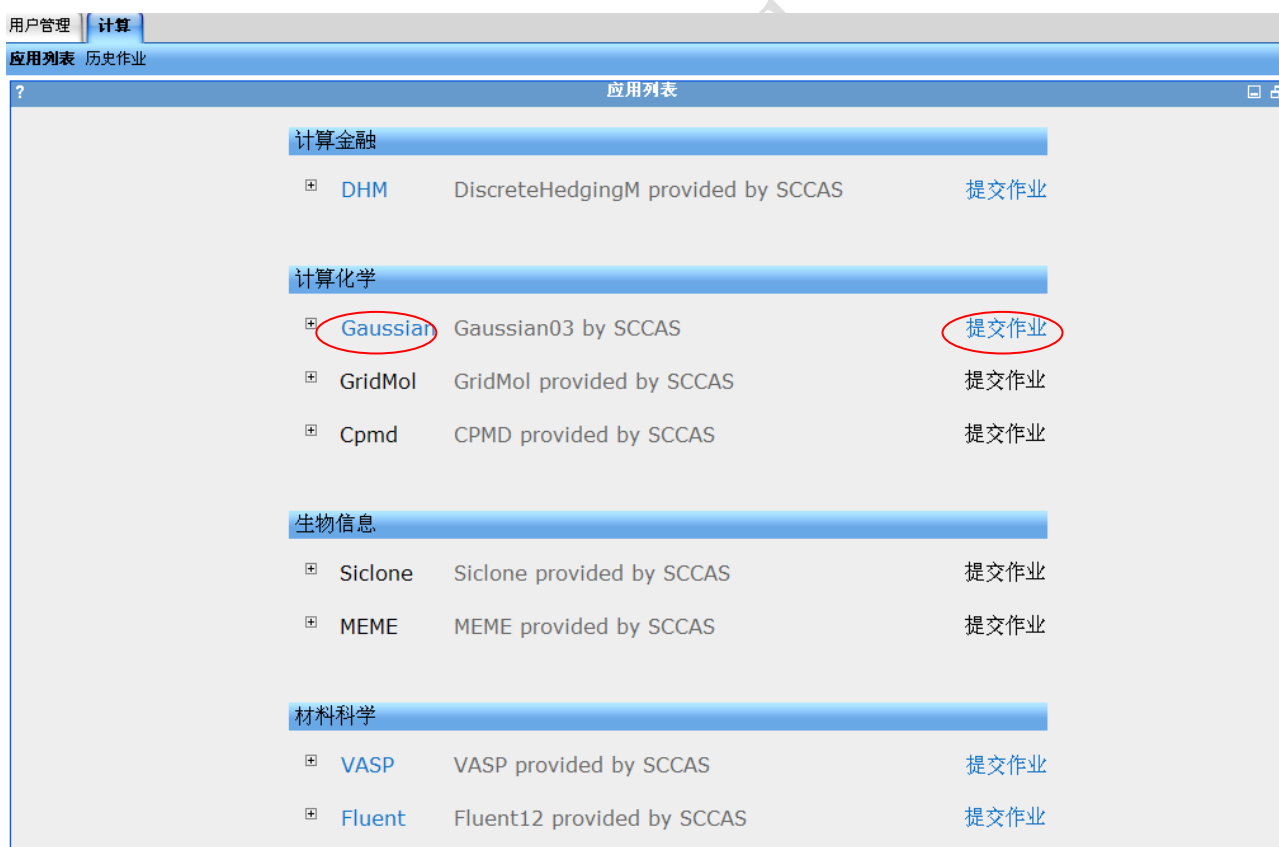 用户管理 计算
应用列表 历史作业
? 应用列表
计算金融
DHM DiscreteHedgingM provided by SCCAS 提交作业
计算化学
Gaussian Gaussian03 by SCCAS 提交作业
GridMol GridMol provided by SCCAS 提交作业
Cpmd CPMD provided by SCCAS 提交作业
生物信息
Siclone Siclone provided by SCCAS 提交作业
MEME MEME provided by SCCAS 提交作业
材料科学
VASP VASP provided by SCCAS 提交作业
Fluent Fluent12 provided by SCCAS 提交作业